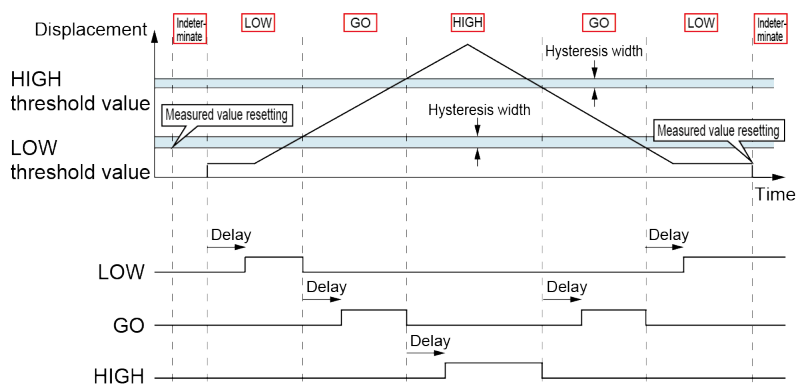 Displacement
Indeter-
minate
LOW
GO
HIGH
GO
LOW
Indeter-
minate
Hysteresis width
HIGH
threshold value
Measured value resetting
Hysteresis width
Measured value resetting
LOW
threshold value
Time
Delay
Delay
LOW
Delay
Delay
GO
Delay
HIGH